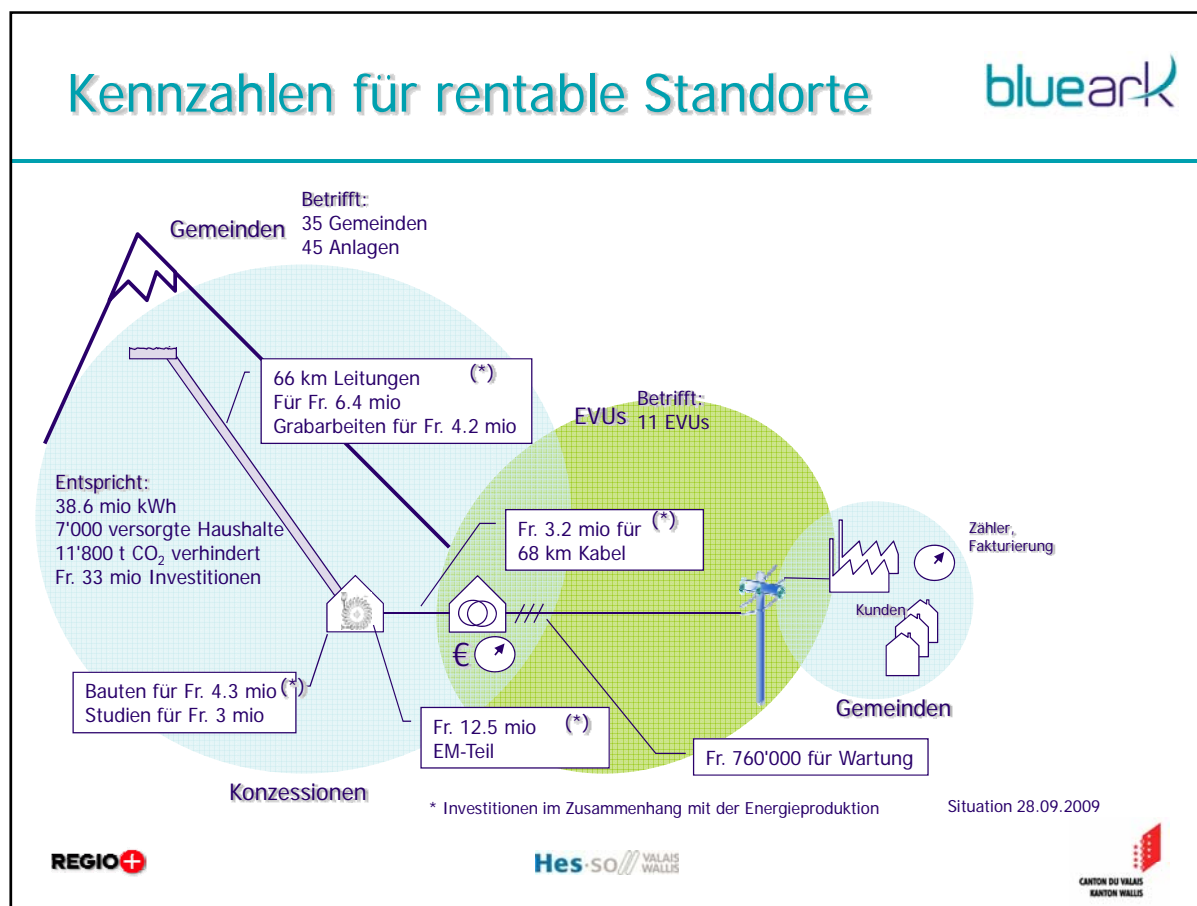 Kennzahlen für rentable Standorte
blueark
Betrifft:
Gemeinden
35 Gemeinden
45 Anlagen
66 km Leitungen (*)
Für Fr. 6.4 mio
Grabarbeiten für Fr. 4.2 mio
Betrifft:
EVUs
11 EVUs
Entspricht:
38.6 mio kWh
7'000 versorgte Haushalte
11'800 t CO₂ verhindert
Fr. 33 mio Investitionen
Fr. 3.2 mio für (*)
68 km Kabel
Zähler,
Fakturierung
Kunden
€
Bauten für Fr. 4.3 mio (*)
Studien für Fr. 3 mio
Fr. 12.5 mio (*)
EM-Teil
Gemeinden
Fr. 760'000 für Wartung
Konzessionen
* Investitionen im Zusammenhang mit der Energieproduktion
Situation 28.09.2009
REGIO+
Hes·so// VALAIS
WALLIS
CANTON DU VALAIS
KANTON WALLIS